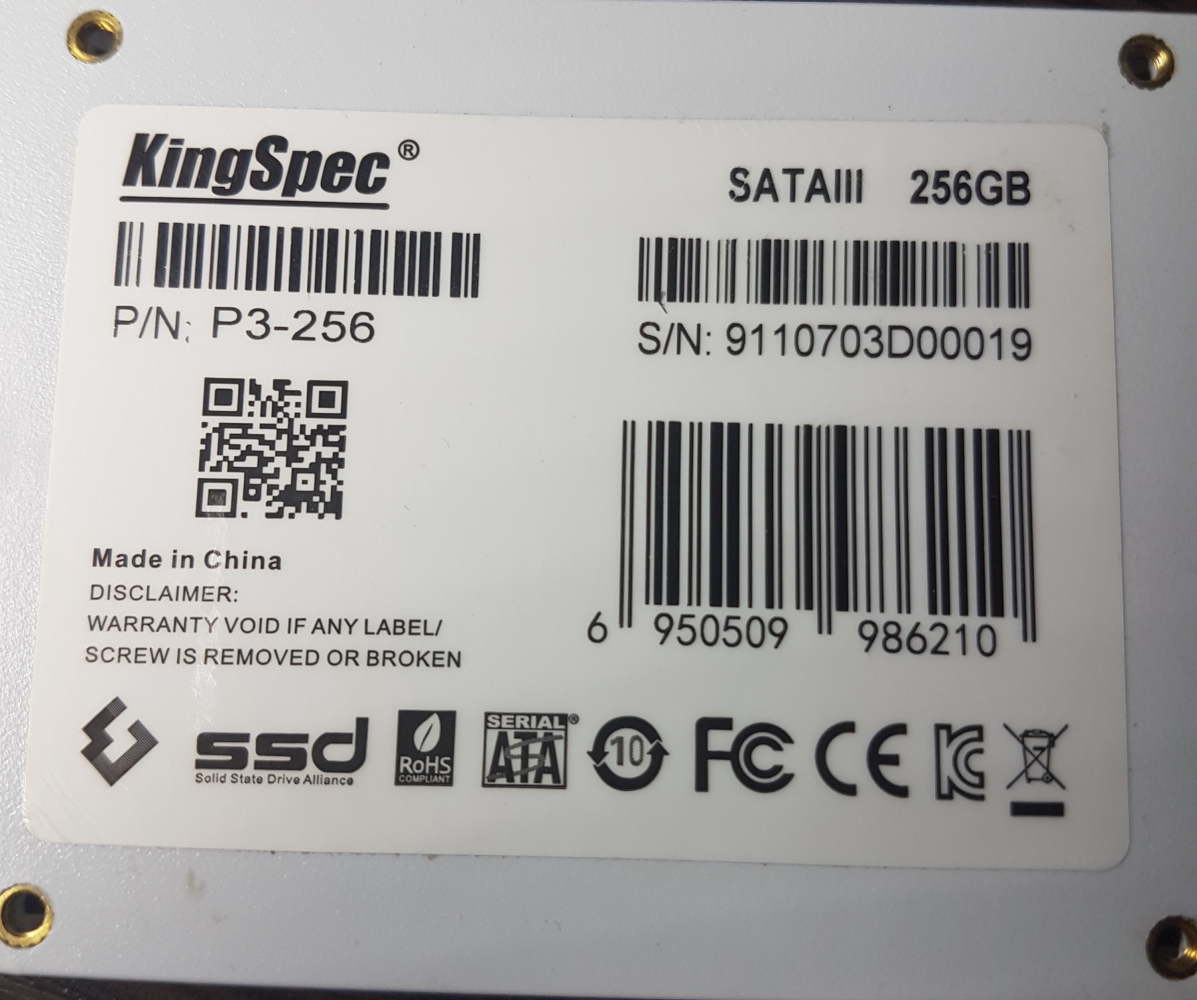 KingSpec®
SATAIII 256GB
P/N: P3-256
S/N: 9110703D00019
6 950509 986210
Made in China
DISCLAIMER:
WARRANTY VOID IF ANY LABEL/
SCREW IS REMOVED OR BROKEN
ssd
Solid State Drive Alliance
RoHS
COMPLIANT
SERIAL®
ATA
10
FC
CE
KC